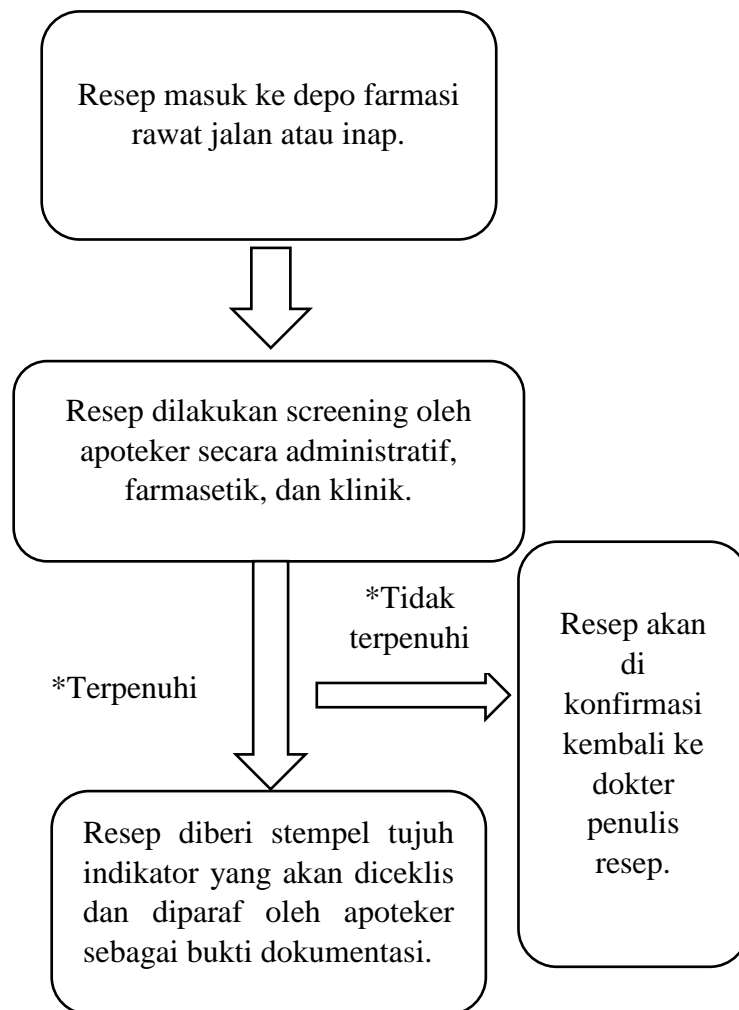 Resep masuk ke depo farmasi
rawat jalan atau inap.
Resep dilakukan screening oleh
apoteker secara administratif,
farmasetik, dan klinik.
*Tidak
terpenuhi
*Terpenuhi
Resep akan
di
konfirmasi
kembali ke
dokter
penulis
resep.
Resep diberi stempel tujuh
indikator yang akan diceklis
dan diparaf oleh apoteker
sebagai bukti dokumentasi.